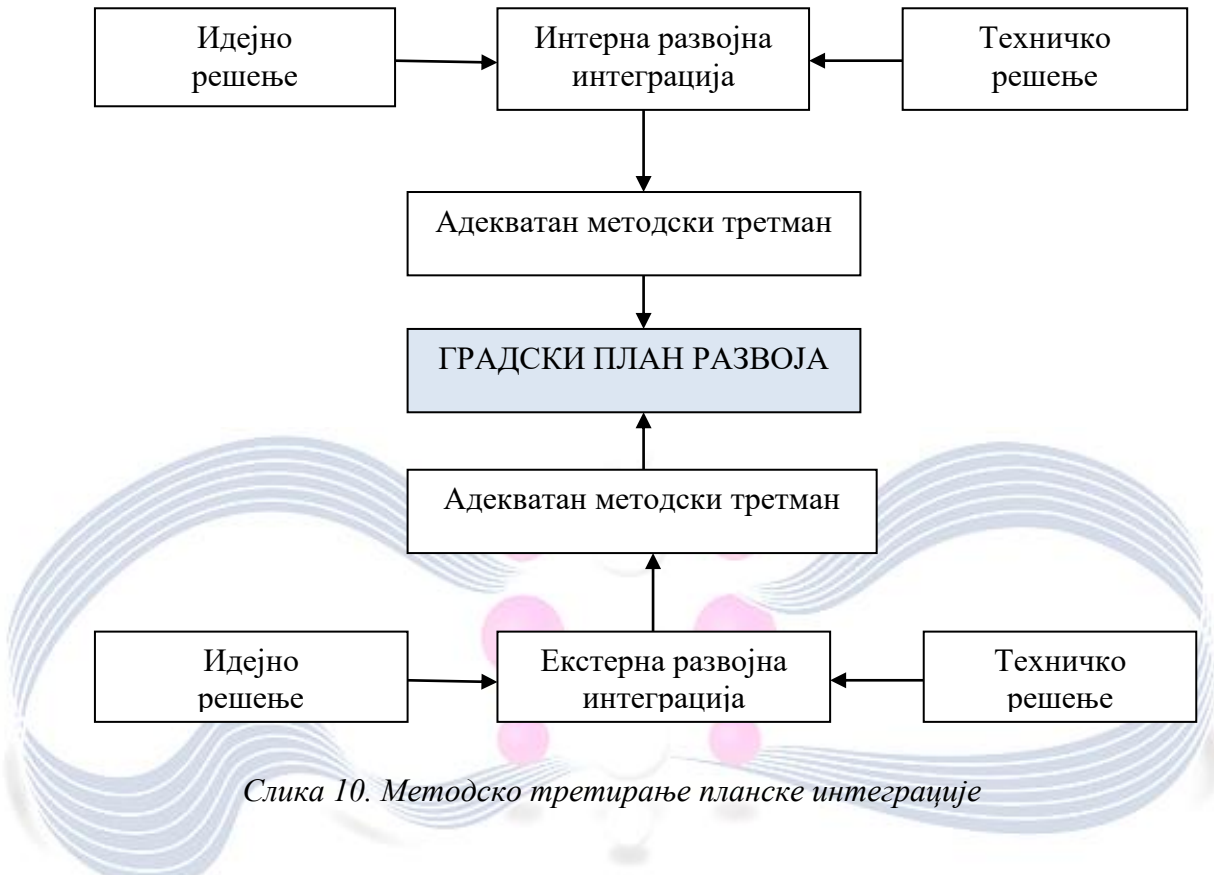 Идејно
решење
Интерна развојна
интеграција
Техничко
решење
Адекватан методски третман
ГРАДСКИ ПЛАН РАЗВОЈА
Адекватан методски третман
Идејно
решење
Екстерна развојна
интеграција
Техничко
решење
Слика 10. Методско третирање планске интеграције